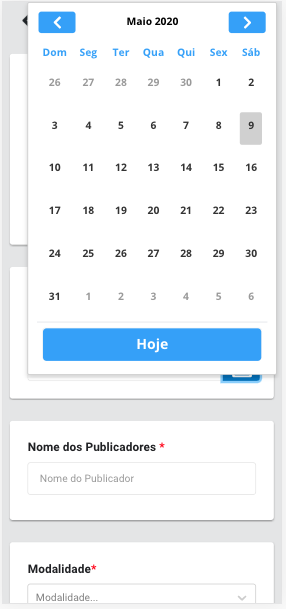 Maio 2020
Dom Seg Ter Qua Qui Sex Sáb
26 27 28 29 30 1 2
3 4 5 6 7 8 9
10 11 12 13 14 15 16
17 18 19 20 21 22 23
24 25 26 27 28 29 30
31 1 2 3 4 5 6
Hoje
Nome dos Publicadores *
Nome do Publicador
Modalidade*
Modalidade...